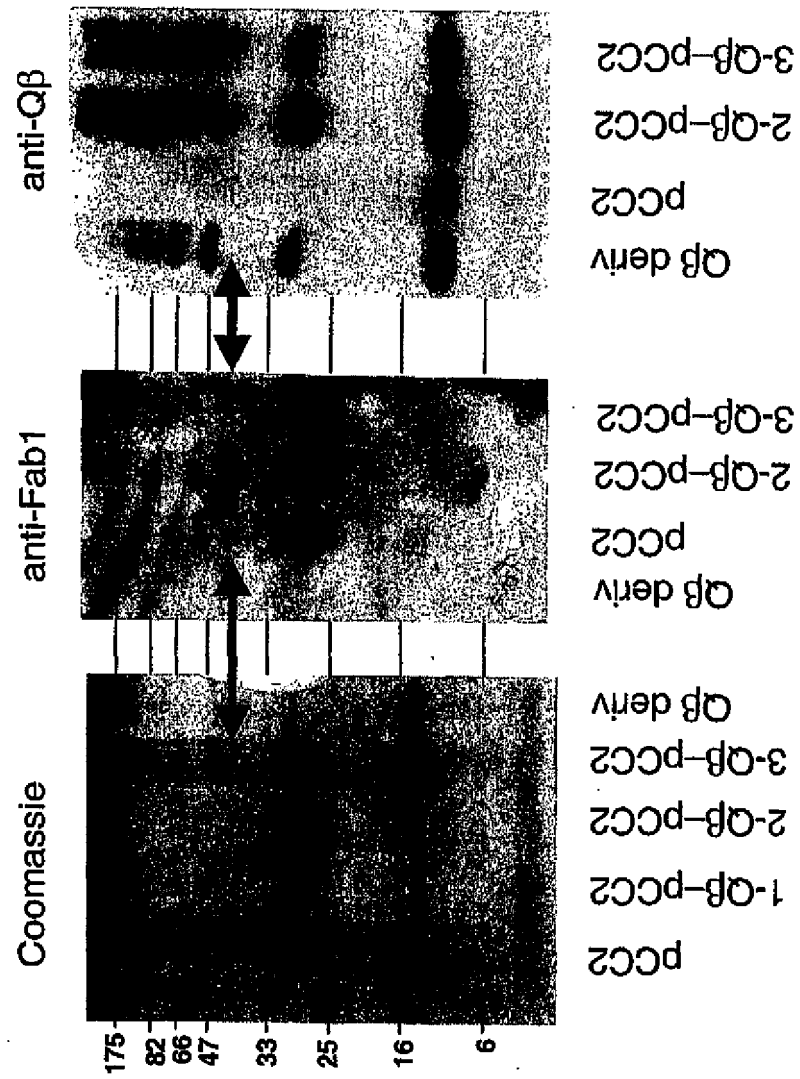 Coomassie
anti-Fab1
anti-Qβ
175
82
66
47
33
25
16
6
pCC2
1-Qβ–pCC2
2-Qβ–pCC2
3-Qβ–pCC2
Qβ deriv
Qβ deriv
pCC2
2-Qβ–pCC2
3-Qβ–pCC2
Qβ deriv
pCC2
2-Qβ–pCC2
3-Qβ–pCC2